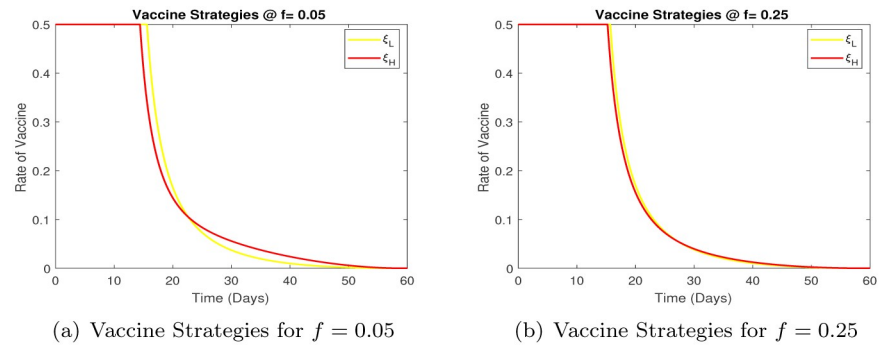 Vaccine Strategies @ f= 0.05
0.5
0.4
0.3
0.2
0.1
0
Rate of Vaccine
ξL
ξH
0 10 20 30 40 50 60
Time (Days)
(a) Vaccine Strategies for f = 0.05
Vaccine Strategies @ f= 0.25
0.5
0.4
0.3
0.2
0.1
0
Rate of Vaccine
ξL
ξH
0 10 20 30 40 50 60
Time (Days)
(b) Vaccine Strategies for f = 0.25